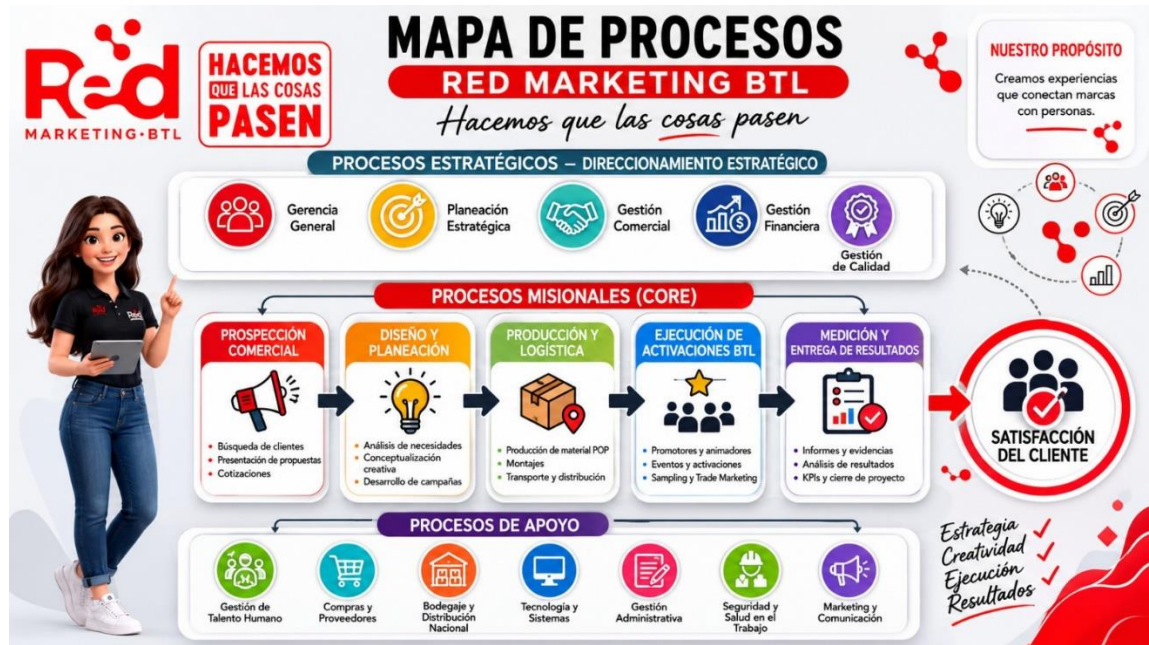 Red
MARKETING•BTL
HACEMOS
QUE LAS COSAS
PASEN
MAPA DE PROCESOS
RED MARKETING BTL
Hacemos que las cosas pasen
NUESTRO PROPÓSITO
Creamos experiencias
que conectan marcas
con personas.
PROCESOS ESTRATÉGICOS – DIRECCIONAMIENTO ESTRATÉGICO
Gerencia
General
Planeación
Estratégica
Gestión
Comercial
Gestión
Financiera
Gestión
de Calidad
PROCESOS MISIONALES (CORE)
PROSPECCIÓN
COMERCIAL
• Búsqueda de clientes
• Presentación de propuestas
• Cotizaciones
DISEÑO Y
PLANEACIÓN
• Análisis de necesidades
• Conceptualización
creativa
• Desarrollo de campañas
PRODUCCIÓN Y
LOGÍSTICA
• Producción de material POP
• Montajes
• Transporte y distribución
EJECUCIÓN DE
ACTIVACIONES BTL
• Promotores y animadores
• Eventos y activaciones
• Sampling y Trade Marketing
MEDICIÓN Y
ENTREGA DE RESULTADOS
• Informes y evidencias
• Análisis de resultados
• KPIs y cierre de proyecto
SATISFACCIÓN
DEL CLIENTE
PROCESOS DE APOYO
Gestión de
Talento Humano
Compras y
Proveedores
Bodegaje y
Distribución
Nacional
Tecnología y
Sistemas
Gestión
Administrativa
Seguridad y
Salud en el
Trabajo
Marketing y
Comunicación
Estrategia
Creatividad
Ejecución
Resultados